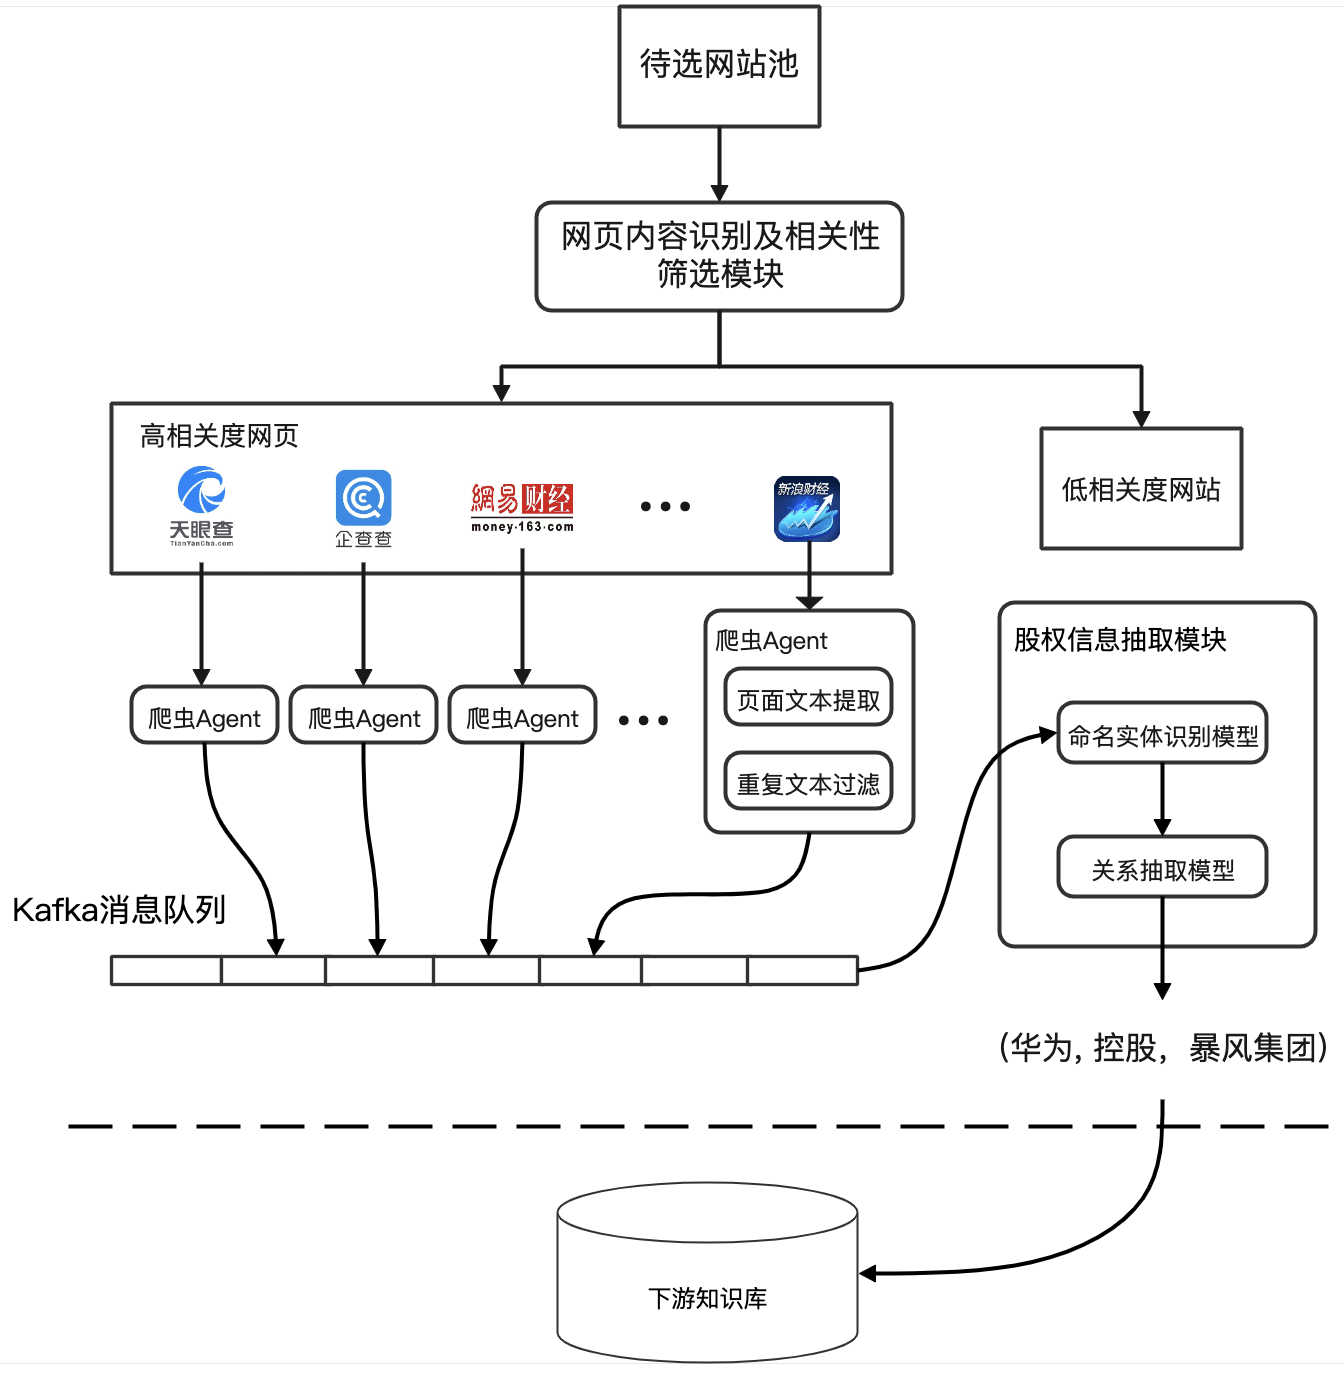 待选网站池
网页内容识别及相关性
筛选模块
高相关度网页
天眼查
TianYanCha.com
企查查
網易财经
money·163·com
新浪财经
低相关度网站
爬虫Agent
爬虫Agent
爬虫Agent
爬虫Agent
页面文本提取
重复文本过滤
股权信息抽取模块
命名实体识别模型
关系抽取模型
Kafka消息队列
(华为, 控股，暴风集团)
下游知识库